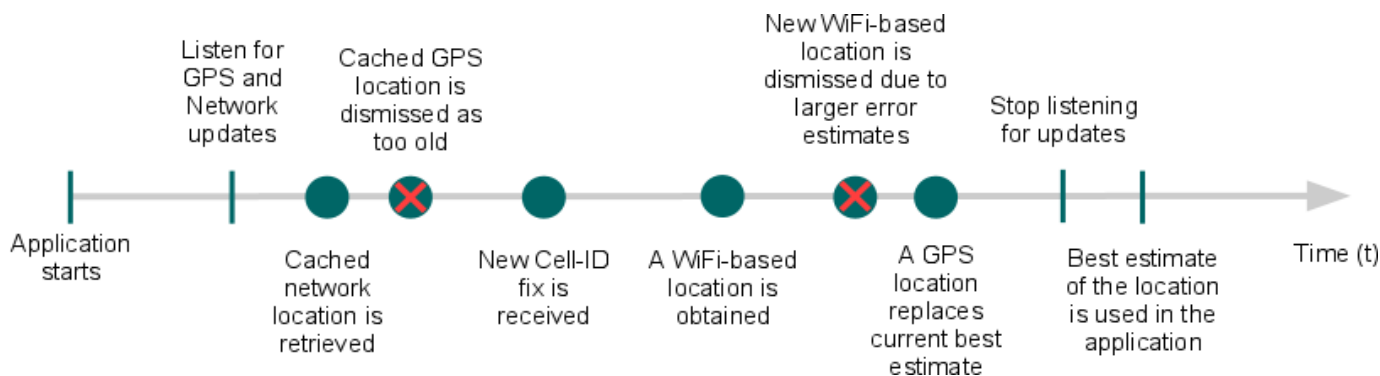 Application
starts
Listen for
GPS and
Network
updates
Cached
network
location is
retrieved
Cached GPS
location is
dismissed as
too old
New Cell-ID
fix is
received
A WiFi-based
location is
obtained
New WiFi-based
location is
dismissed due to
larger error
estimates
A GPS
location
replaces
current best
estimate
Stop listening
for updates
Best estimate
of the location
is used in the
application
Time (t)